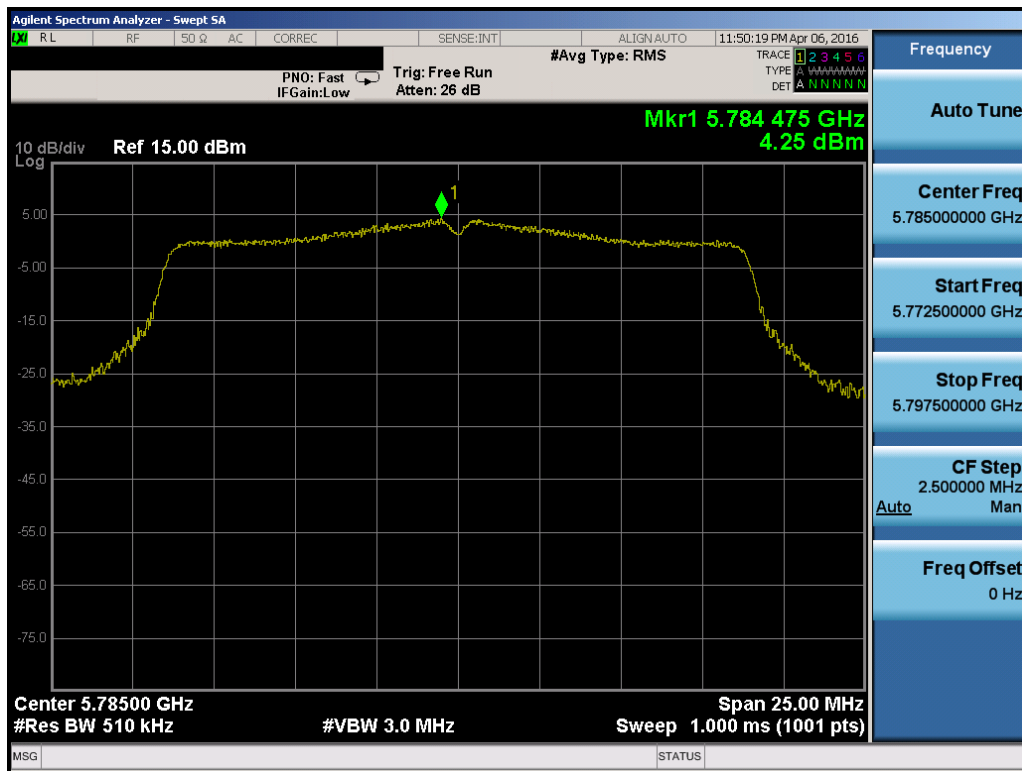 Agilent Spectrum Analyzer - Swept SA
LXI RL RF 50 Ω AC CORREC SENSE:INT ALIGN AUTO 11:50:19 PM Apr 06, 2016
#Avg Type: RMS TRACE 1 2 3 4 5 6
PNO: Fast Trig: Free Run TYPE A WWWWW
IFGain:Low Atten: 26 dB DET A N N N N N
Mkr1 5.784 475 GHz
4.25 dBm
10 dB/div Ref 15.00 dBm
Log
1
5.00
-5.00
-15.0
-25.0
-35.0
-45.0
-55.0
-65.0
-75.0
Center 5.78500 GHz Span 25.00 MHz
#Res BW 510 kHz #VBW 3.0 MHz Sweep 1.000 ms (1001 pts)
MSG STATUS
Frequency
Auto Tune
Center Freq
5.785000000 GHz
Start Freq
5.772500000 GHz
Stop Freq
5.797500000 GHz
CF Step
2.500000 MHz
Auto Man
Freq Offset
0 Hz